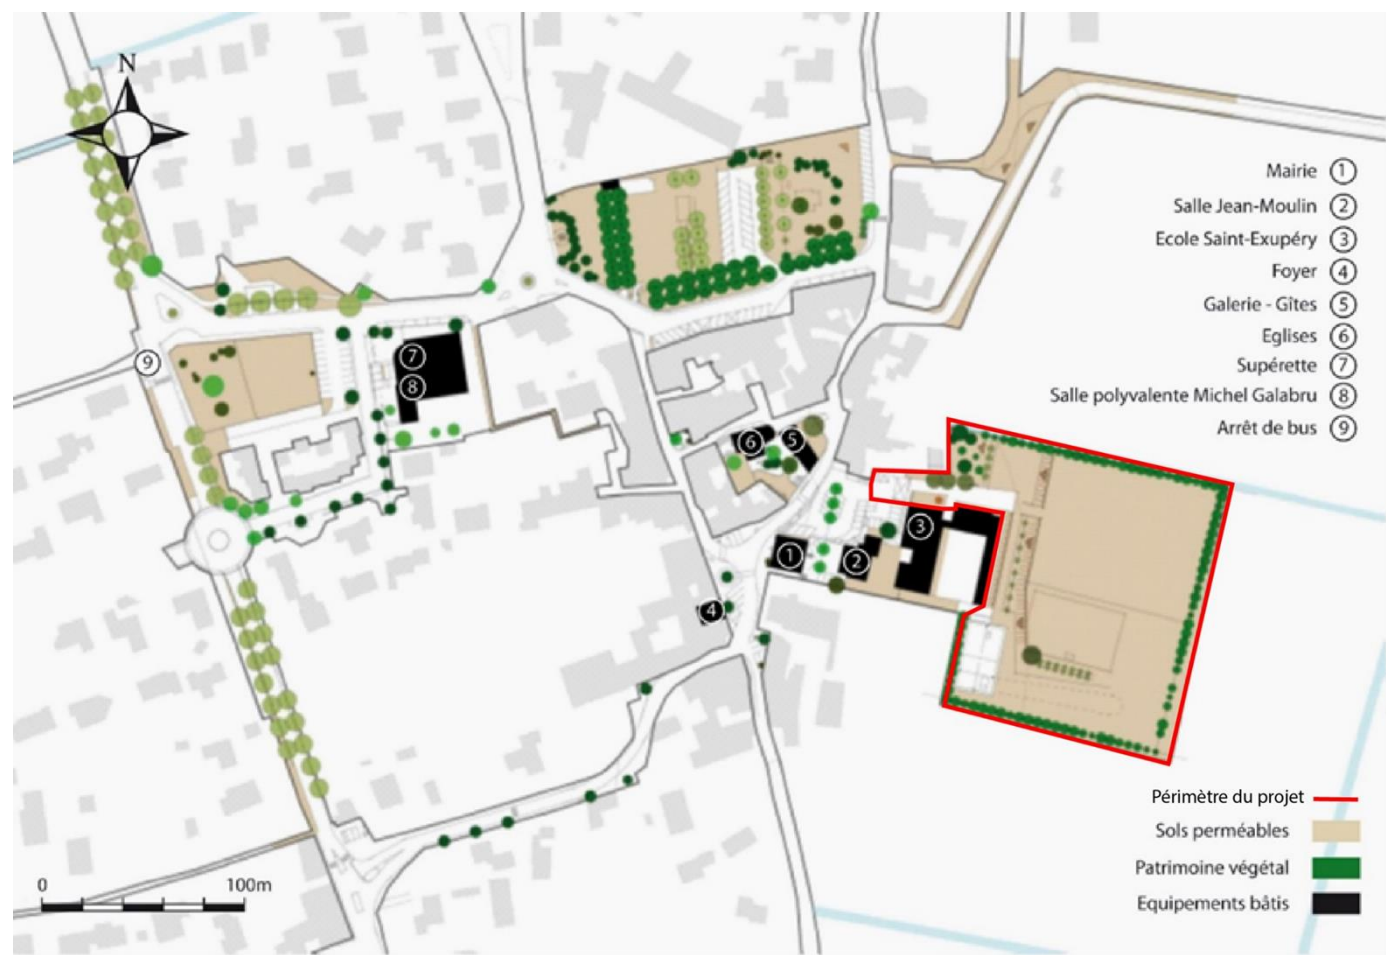 N
Mairie 1
Salle Jean-Moulin 2
Ecole Saint-Exupéry 3
Foyer 4
Galerie - Gîtes 5
Eglises 6
Supérette 7
Salle polyvalente Michel Galabru 8
Arrêt de bus 9
9
7
8
6
5
3
1
2
4
Périmètre du projet
Sols perméables
Patrimoine végétal
Equipements bâtis
0 100m